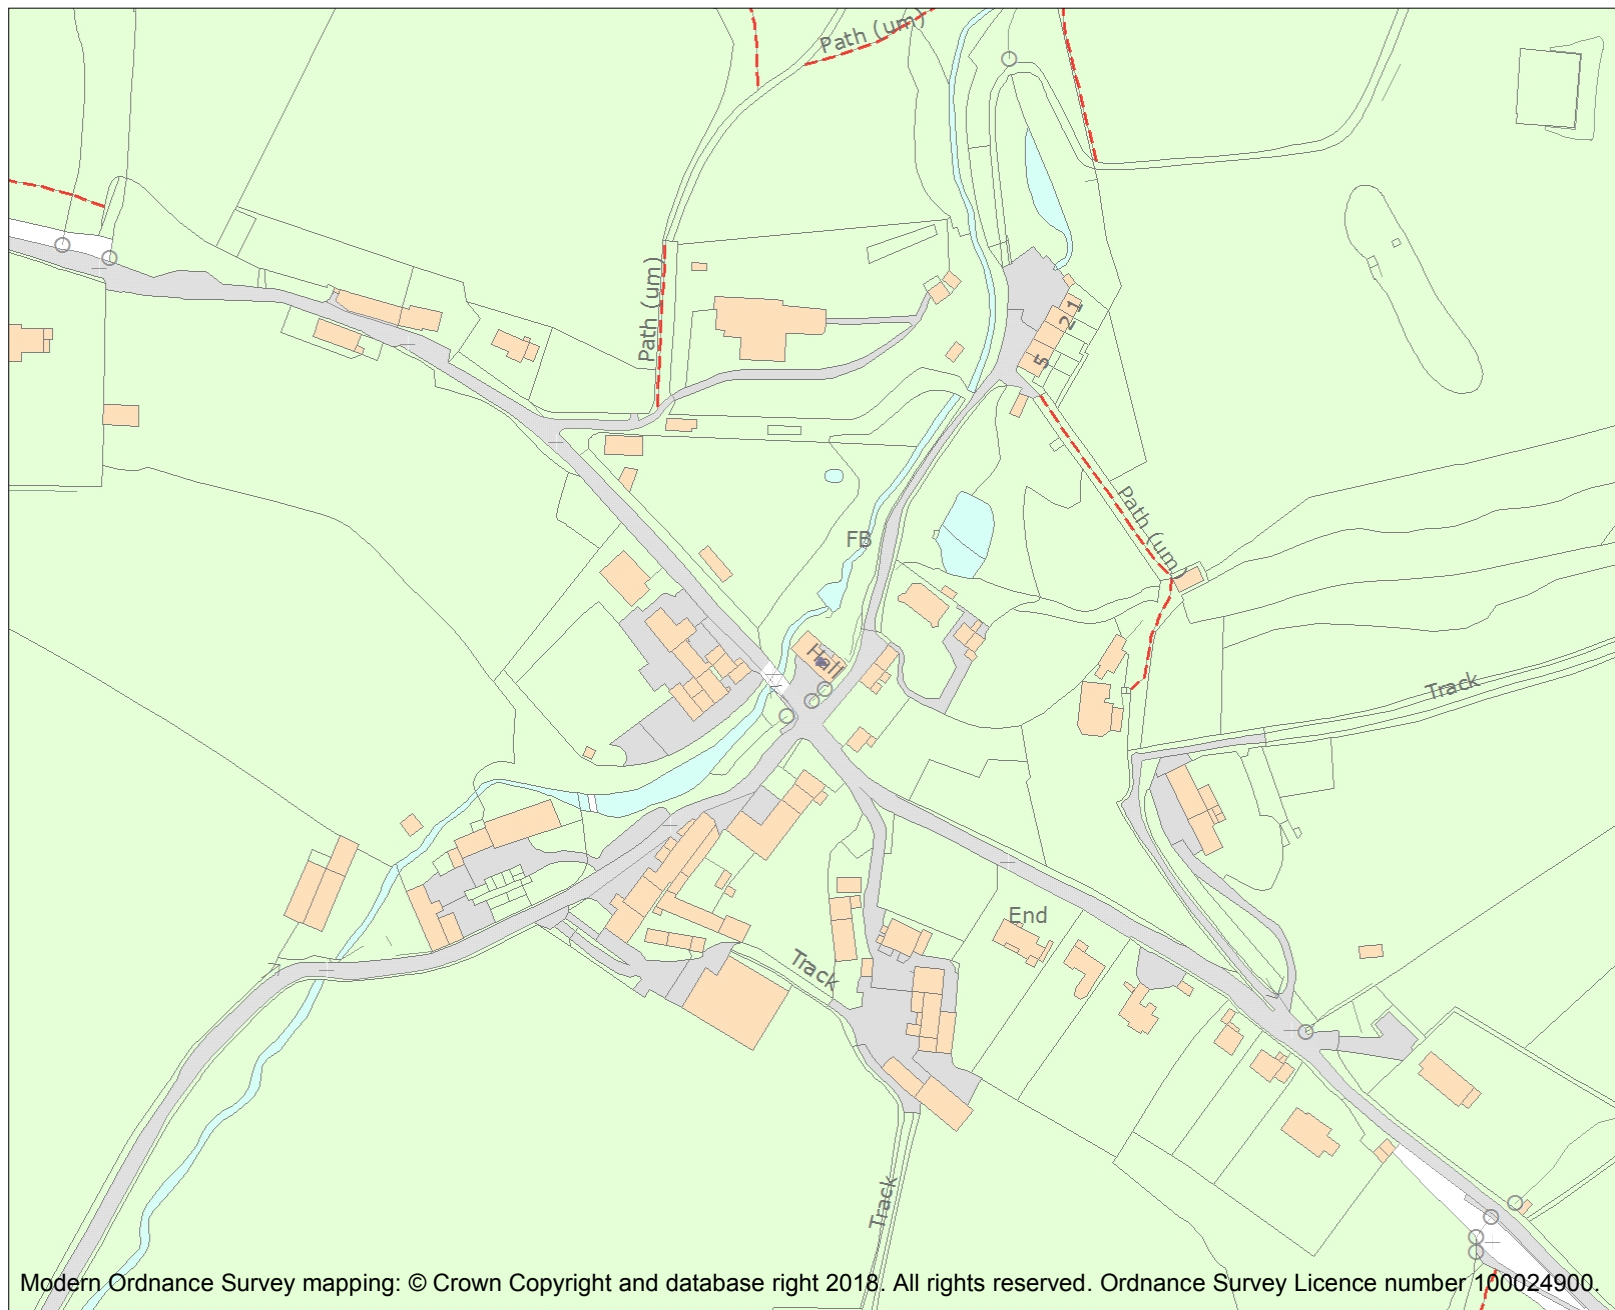 Path (um)
Path (um)
1
2
5
Path (um)
FB
Hall
Track
End
Track
Track
Modern Ordnance Survey mapping: © Crown Copyright and database right 2018. All rights reserved. Ordnance Survey Licence number 100024900.